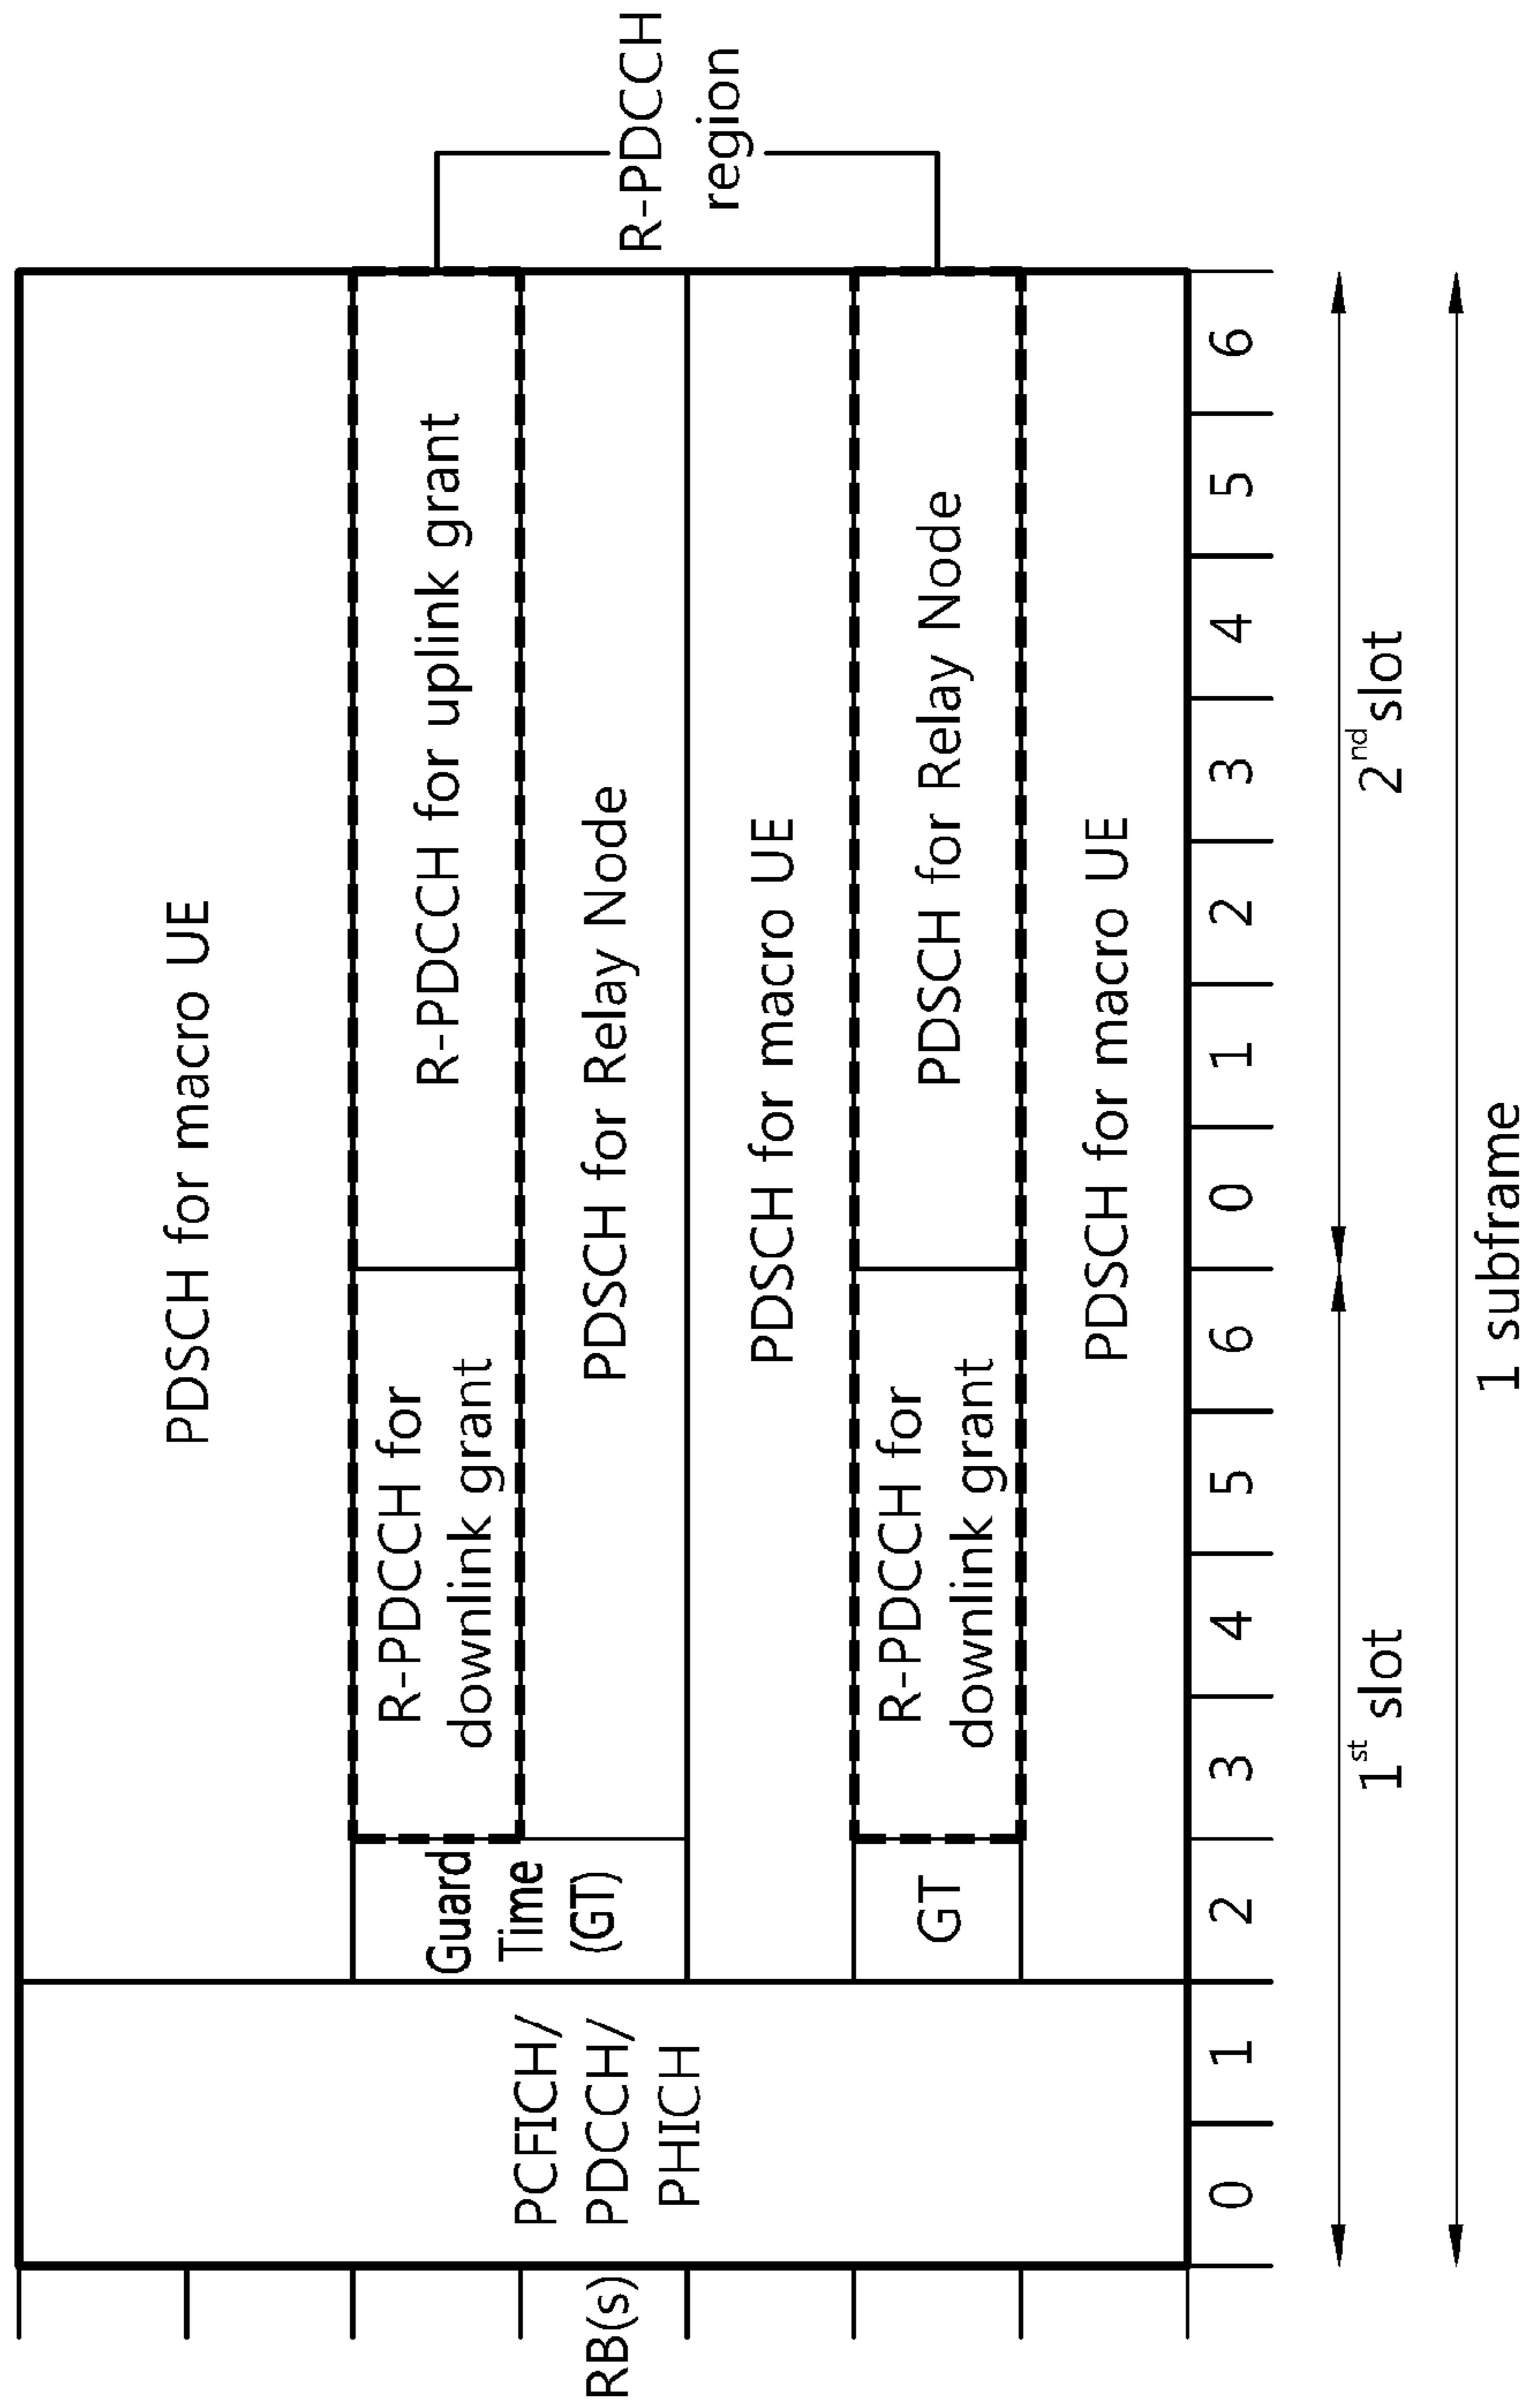 PDSCH for macro UE
R-PDCCH for
downlink grant
R-PDCCH for uplink grant
Guard
Time
(GT)
PDSCH for Relay Node
PCFICH/
PDCCH/
PHICH
PDSCH for macro UE
GT
R-PDCCH for
downlink grant
PDSCH for Relay Node
PDSCH for macro UE
R-PDCCH
region
RB(s)
0 1 2 3 4 5 6 0 1 2 3 4 5 6
1st slot
2nd slot
1 subframe